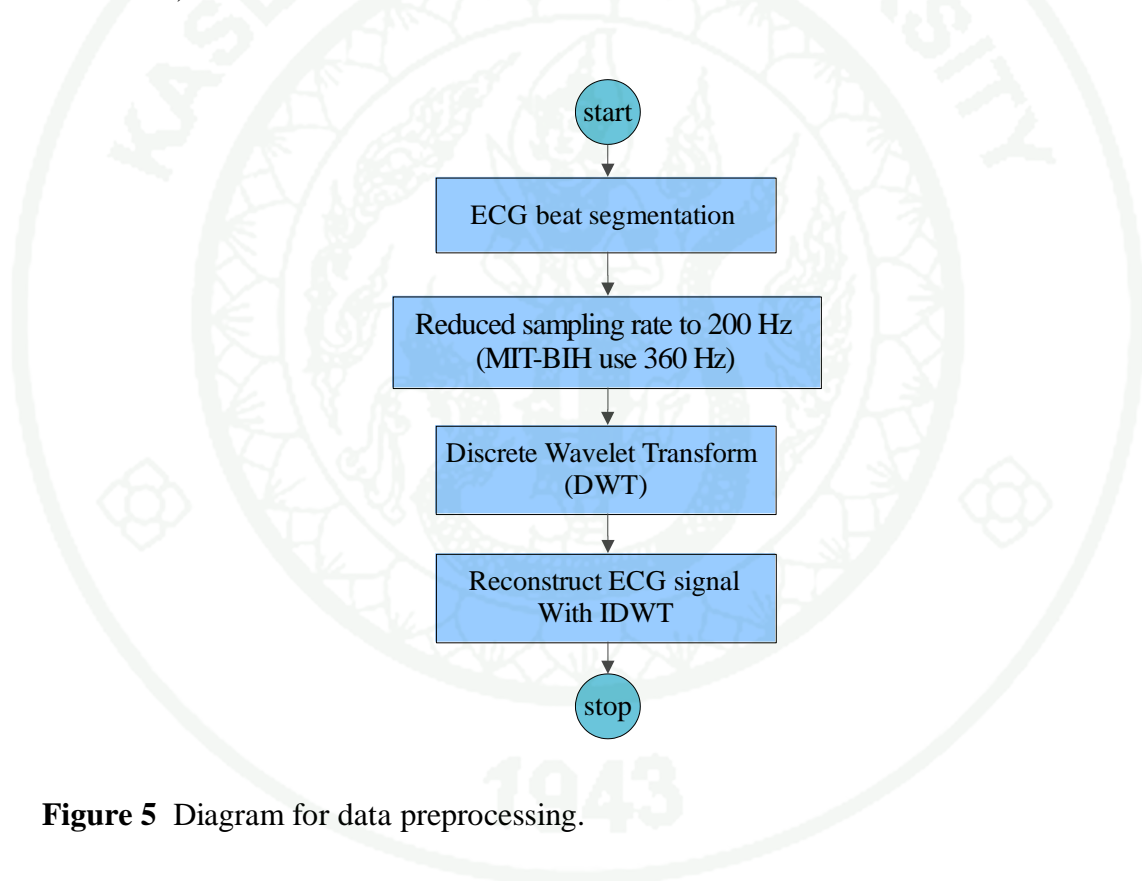 start
ECG beat segmentation
Reduced sampling rate to 200 Hz
(MIT-BIH use 360 Hz)
Discrete Wavelet Transform
(DWT)
Reconstruct ECG signal
With IDWT
stop
1943
Figure 5 Diagram for data preprocessing.